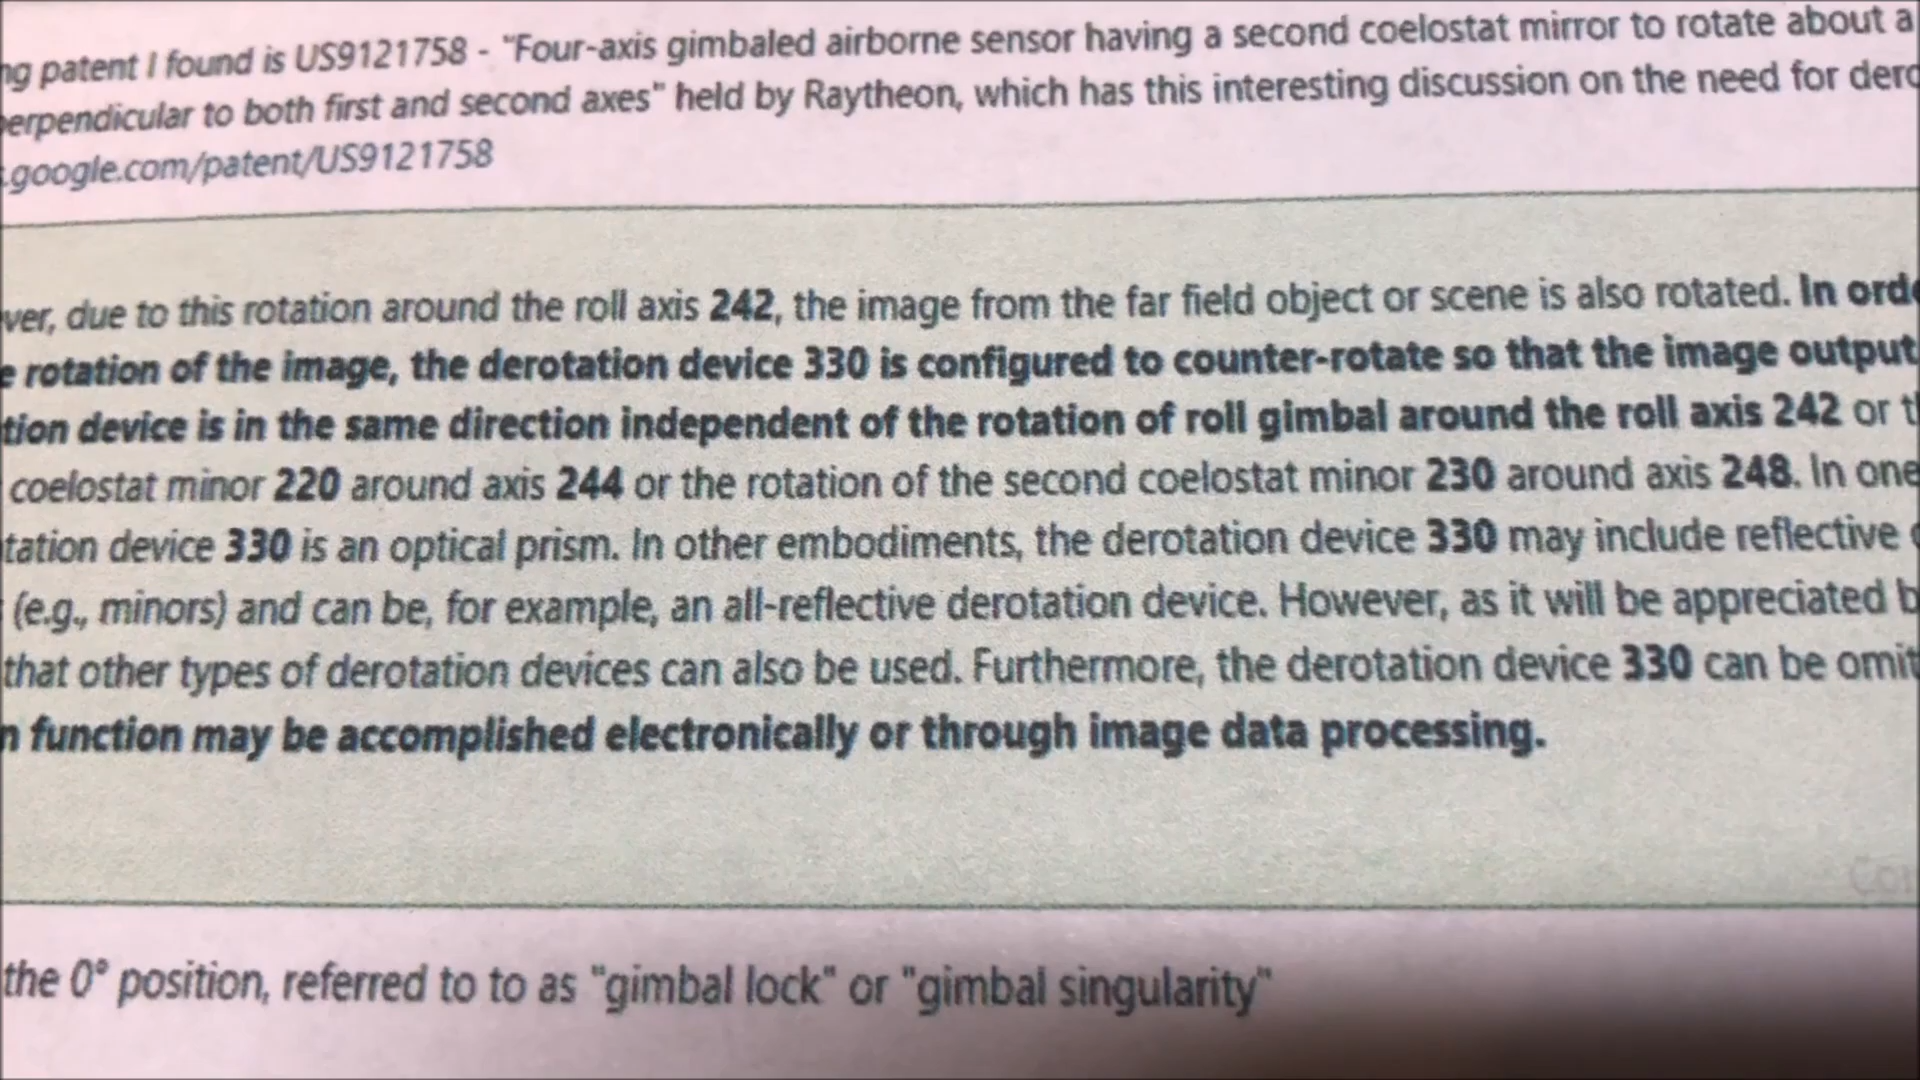 ng patent I found is US9121758 - "Four-axis gimbaled airborne sensor having a second coelostat mirror to rotate about a
perpendicular to both first and second axes" held by Raytheon, which has this interesting discussion on the need for dero
.google.com/patent/US9121758
ver, due to this rotation around the roll axis 242, the image from the far field object or scene is also rotated. In orde
e rotation of the image, the derotation device 330 is configured to counter-rotate so that the image output
tion device is in the same direction independent of the rotation of roll gimbal around the roll axis 242 or t
coelostat minor 220 around axis 244 or the rotation of the second coelostat minor 230 around axis 248. In one
tation device 330 is an optical prism. In other embodiments, the derotation device 330 may include reflective
(e.g., minors) and can be, for example, an all-reflective derotation device. However, as it will be appreciated b
that other types of derotation devices can also be used. Furthermore, the derotation device 330 can be omit
n function may be accomplished electronically or through image data processing.
the 0° position, referred to to as "gimbal lock" or "gimbal singularity"